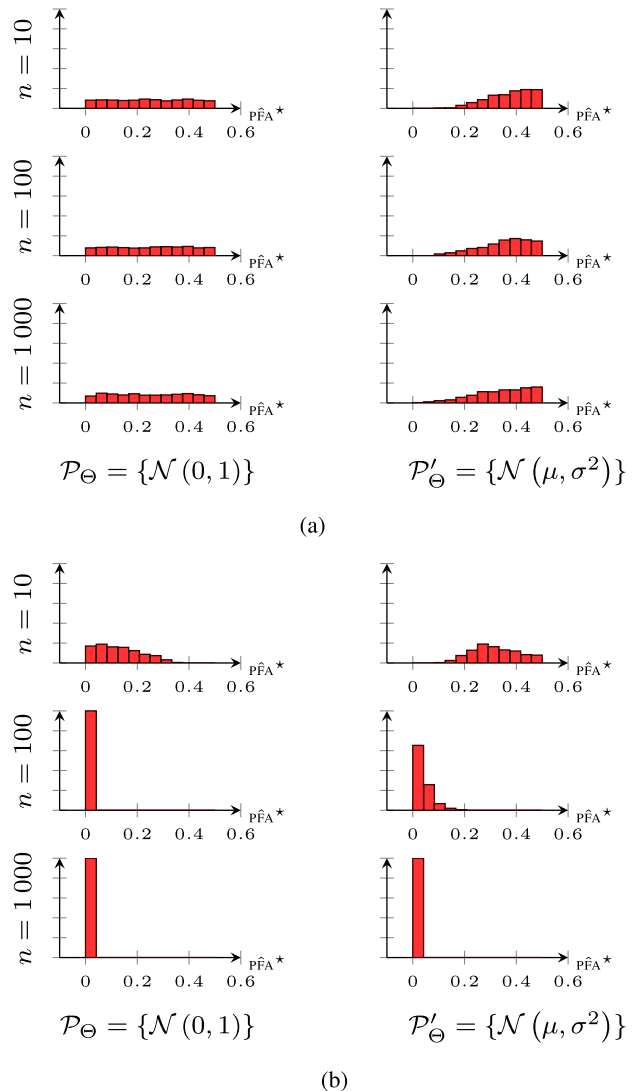 n = 10
0 0.2 0.4 0.6 PF̂A⋆
0 0.2 0.4 0.6 PF̂A⋆
n = 100
0 0.2 0.4 0.6 PF̂A⋆
0 0.2 0.4 0.6 PF̂A⋆
n = 1 000
0 0.2 0.4 0.6 PF̂A⋆
0 0.2 0.4 0.6 PF̂A⋆
𝒫_Θ = {𝒩 (0, 1)}
𝒫′_Θ = {𝒩 (μ, σ²)}
(a)
n = 10
0 0.2 0.4 0.6 PF̂A⋆
0 0.2 0.4 0.6 PF̂A⋆
n = 100
0 0.2 0.4 0.6 PF̂A⋆
0 0.2 0.4 0.6 PF̂A⋆
n = 1 000
0 0.2 0.4 0.6 PF̂A⋆
0 0.2 0.4 0.6 PF̂A⋆
𝒫_Θ = {𝒩 (0, 1)}
𝒫′_Θ = {𝒩 (μ, σ²)}
(b)